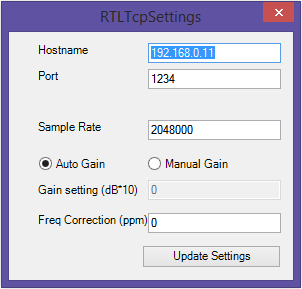 RTLTcpSettings
Hostname 192.168.0.11
Port 1234
Sample Rate 2048000
Auto Gain Manual Gain
Gain setting (dB*10) 0
Freq Correction (ppm) 0
Update Settings